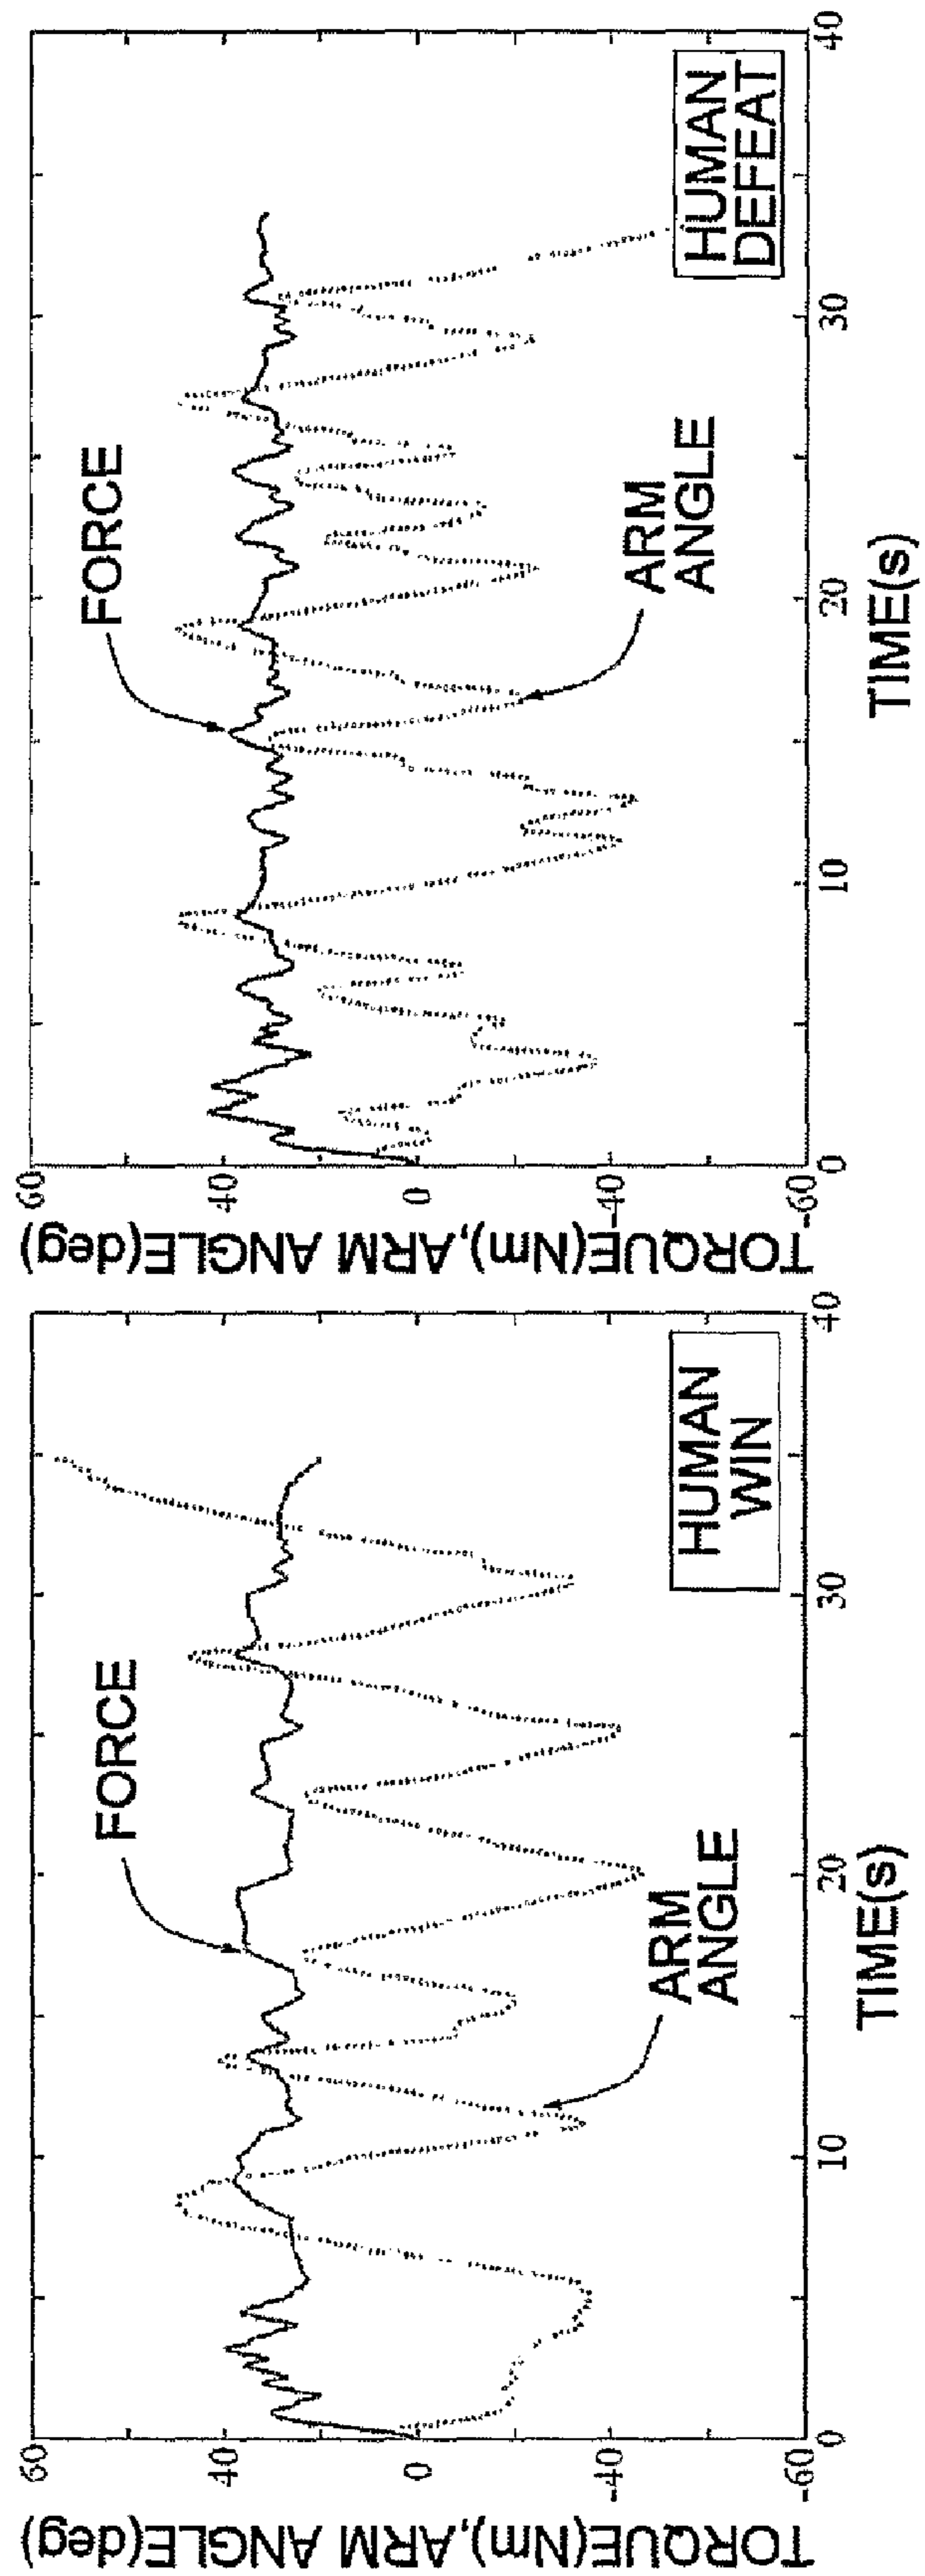 TORQUE(Nm),ARM ANGLE(deg)
60
40
0
-40
-60
FORCE
ARM
ANGLE
HUMAN
WIN
0
10
20
30
40
TIME(s)
TORQUE(Nm),ARM ANGLE(deg)
60
40
0
-40
-60
FORCE
ARM
ANGLE
HUMAN
DEFEAT
0
10
20
30
40
TIME(s)